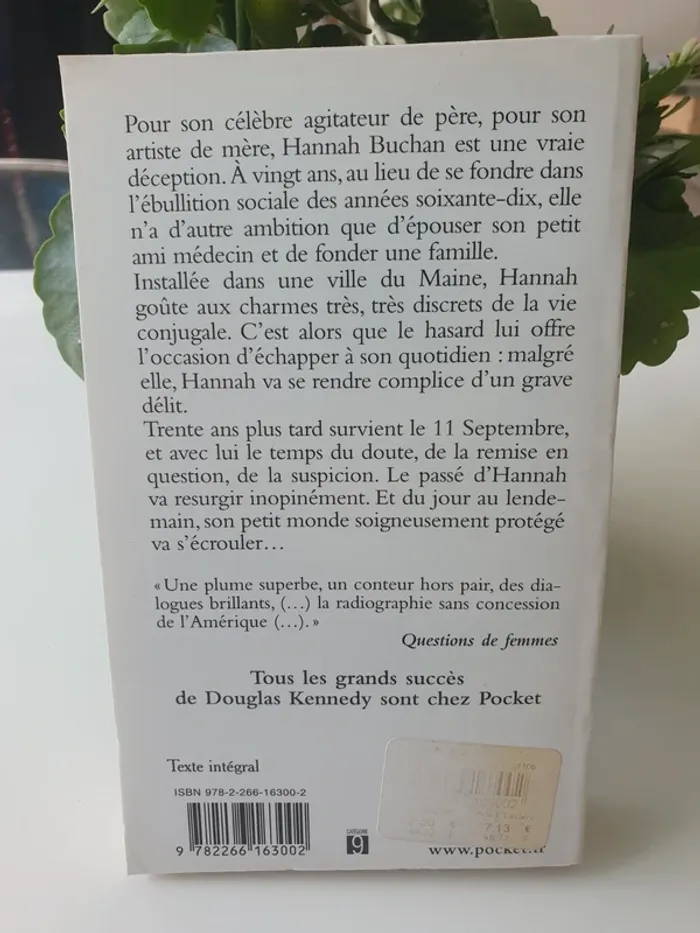 Pour son célèbre agitateur de père, pour son
artiste de mère, Hannah Buchan est une vraie
déception. À vingt ans, au lieu de se fondre dans
l'ébullition sociale des années soixante-dix, elle
n'a d'autre ambition que d'épouser son petit
ami médecin et de fonder une famille.
Installée dans une ville du Maine, Hannah
goûte aux charmes très, très discrets de la vie
conjugale. C'est alors que le hasard lui offre
l'occasion d'échapper à son quotidien : malgré
elle, Hannah va se rendre complice d'un grave
délit.
Trente ans plus tard survient le 11 Septembre,
et avec lui le temps du doute, de la remise en
question, de la suspicion. Le passé d'Hannah
va resurgir inopinément. Et du jour au lende-
main, son petit monde soigneusement protégé
va s'écrouler…
« Une plume superbe, un conteur hors pair, des dia-
logues brillants, (…) la radiographie sans concession
de l'Amérique (…). »
Questions de femmes
Tous les grands succès
de Douglas Kennedy sont chez Pocket
Texte intégral
ISBN 978-2-266-16300-2
9 782266 163002
CATÉGORIE
9
7.13 €
www.pocket.fr